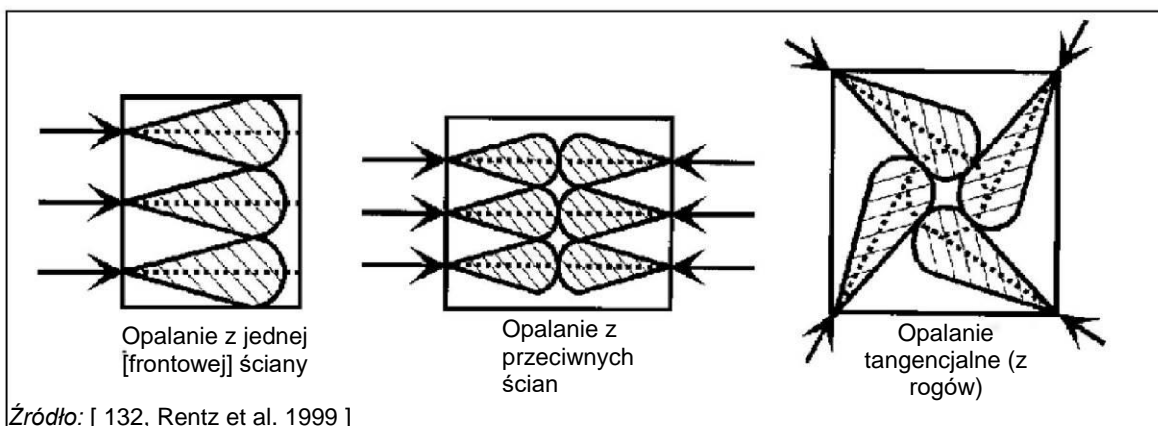 Opalanie z jednej
[frontowej] ściany
Opalanie z
przeciwnych
ścian
Opalanie
tangencjalne (z
rogów)
Źródło: [ 132, Rentz et al. 1999 ]